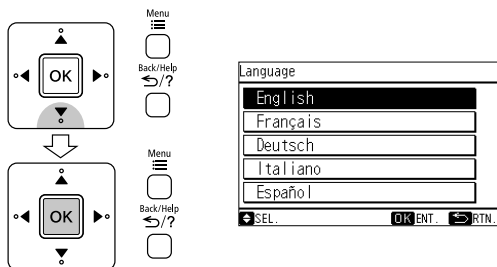 Menu
OK
Back/Help
/?
Menu
OK
Back/Help
/?
Language
English
Français
Deutsch
Italiano
Español
SEL.
OK ENT.
RTN.